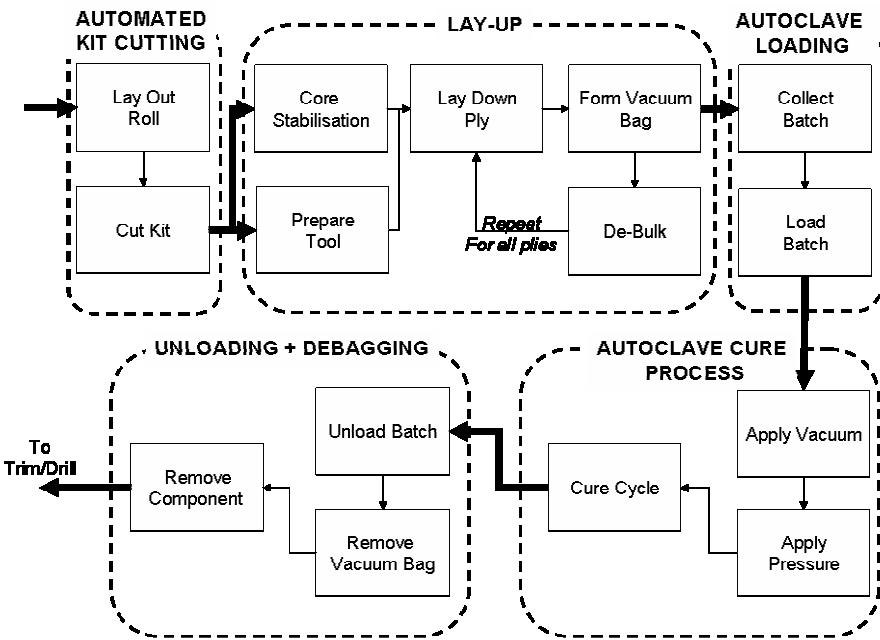 AUTOMATED
KIT CUTTING
Lay Out
Roll
Cut Kit
LAY-UP
Core
Stabilisation
Prepare
Tool
Lay Down
Ply
Form Vacuum
Bag
De-Bulk
Repeat
For all plies
AUTOCLAVE
LOADING
Collect
Batch
Load
Batch
AUTOCLAVE CURE
PROCESS
Apply Vacuum
Apply
Pressure
Cure Cycle
UNLOADING + DEBAGGING
Unload Batch
Remove
Vacuum Bag
Remove
Component
To
Trim/Drill